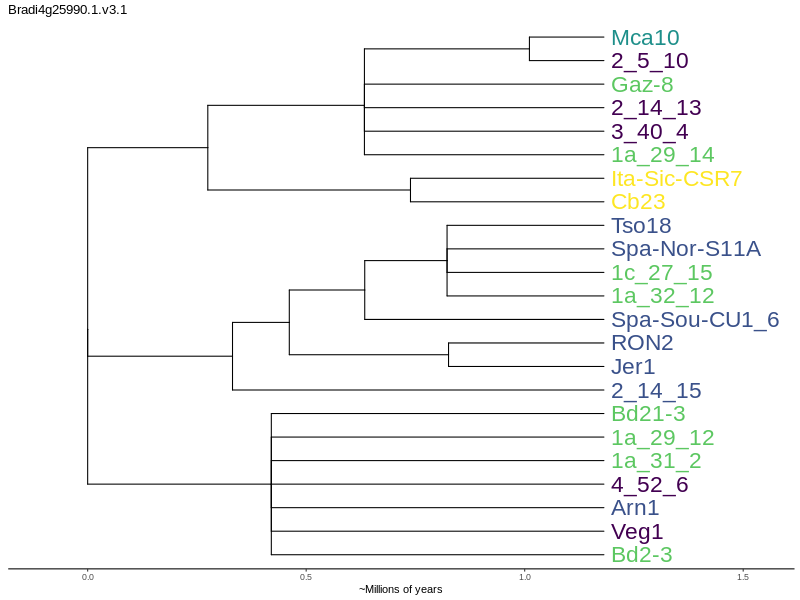 Bradi4g25990.1.v3.1
Mca10
2_5_10
Gaz-8
2_14_13
3_40_4
1a_29_14
Ita-Sic-CSR7
Cb23
Tso18
Spa-Nor-S11A
1c_27_15
1a_32_12
Spa-Sou-CU1_6
RON2
Jer1
2_14_15
Bd21-3
1a_29_12
1a_31_2
4_52_6
Arn1
Veg1
Bd2-3
0.0 0.5 1.0 1.5
~Millions of years